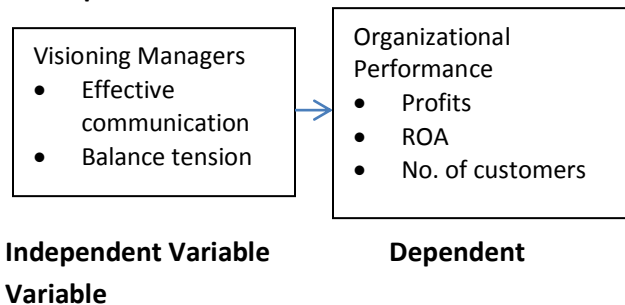 Visioning Managers
• Effective
communication
• Balance tension
Organizational
Performance
• Profits
• ROA
• No. of customers
Independent Variable Dependent
Variable